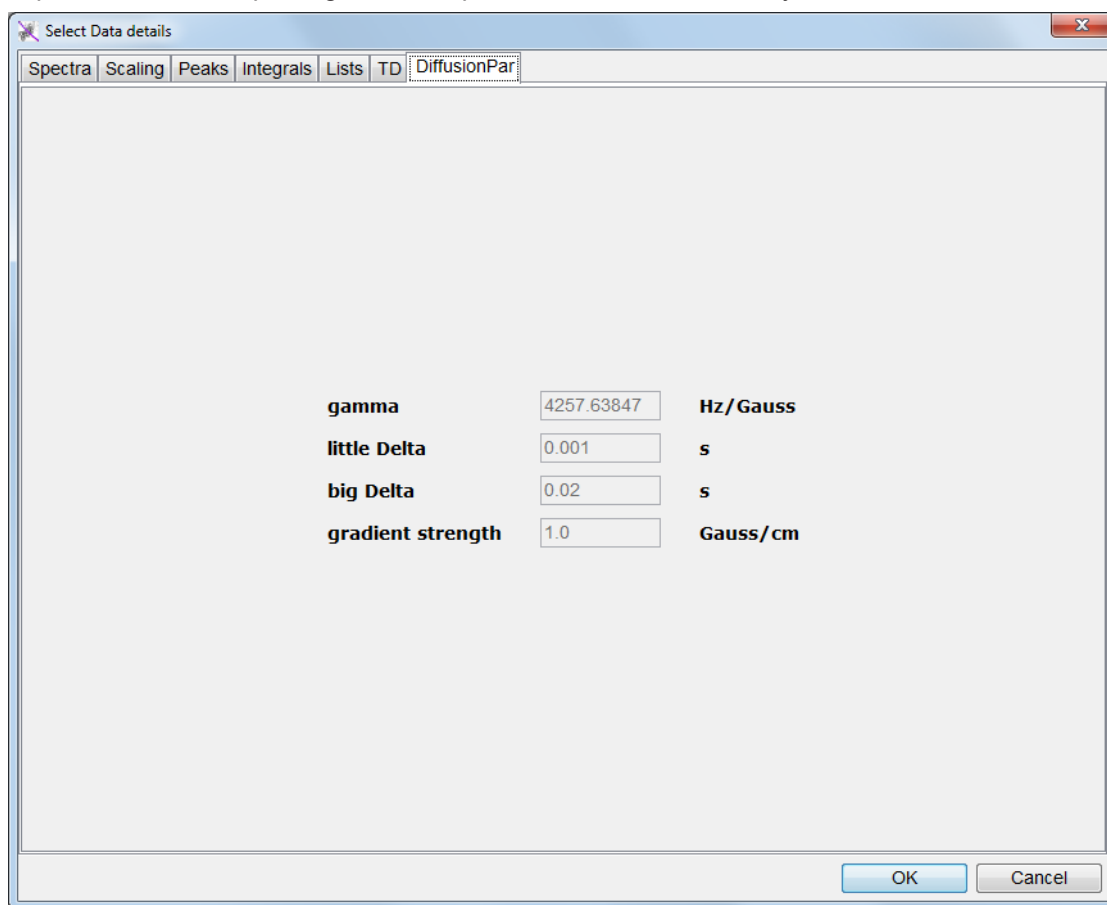 Select Data details
Spectra Scaling Peaks Integrals Lists TD DiffusionPar
gamma 4257.63847 Hz/Gauss
little Delta 0.001 s
big Delta 0.02 s
gradient strength 1.0 Gauss/cm
OK Cancel